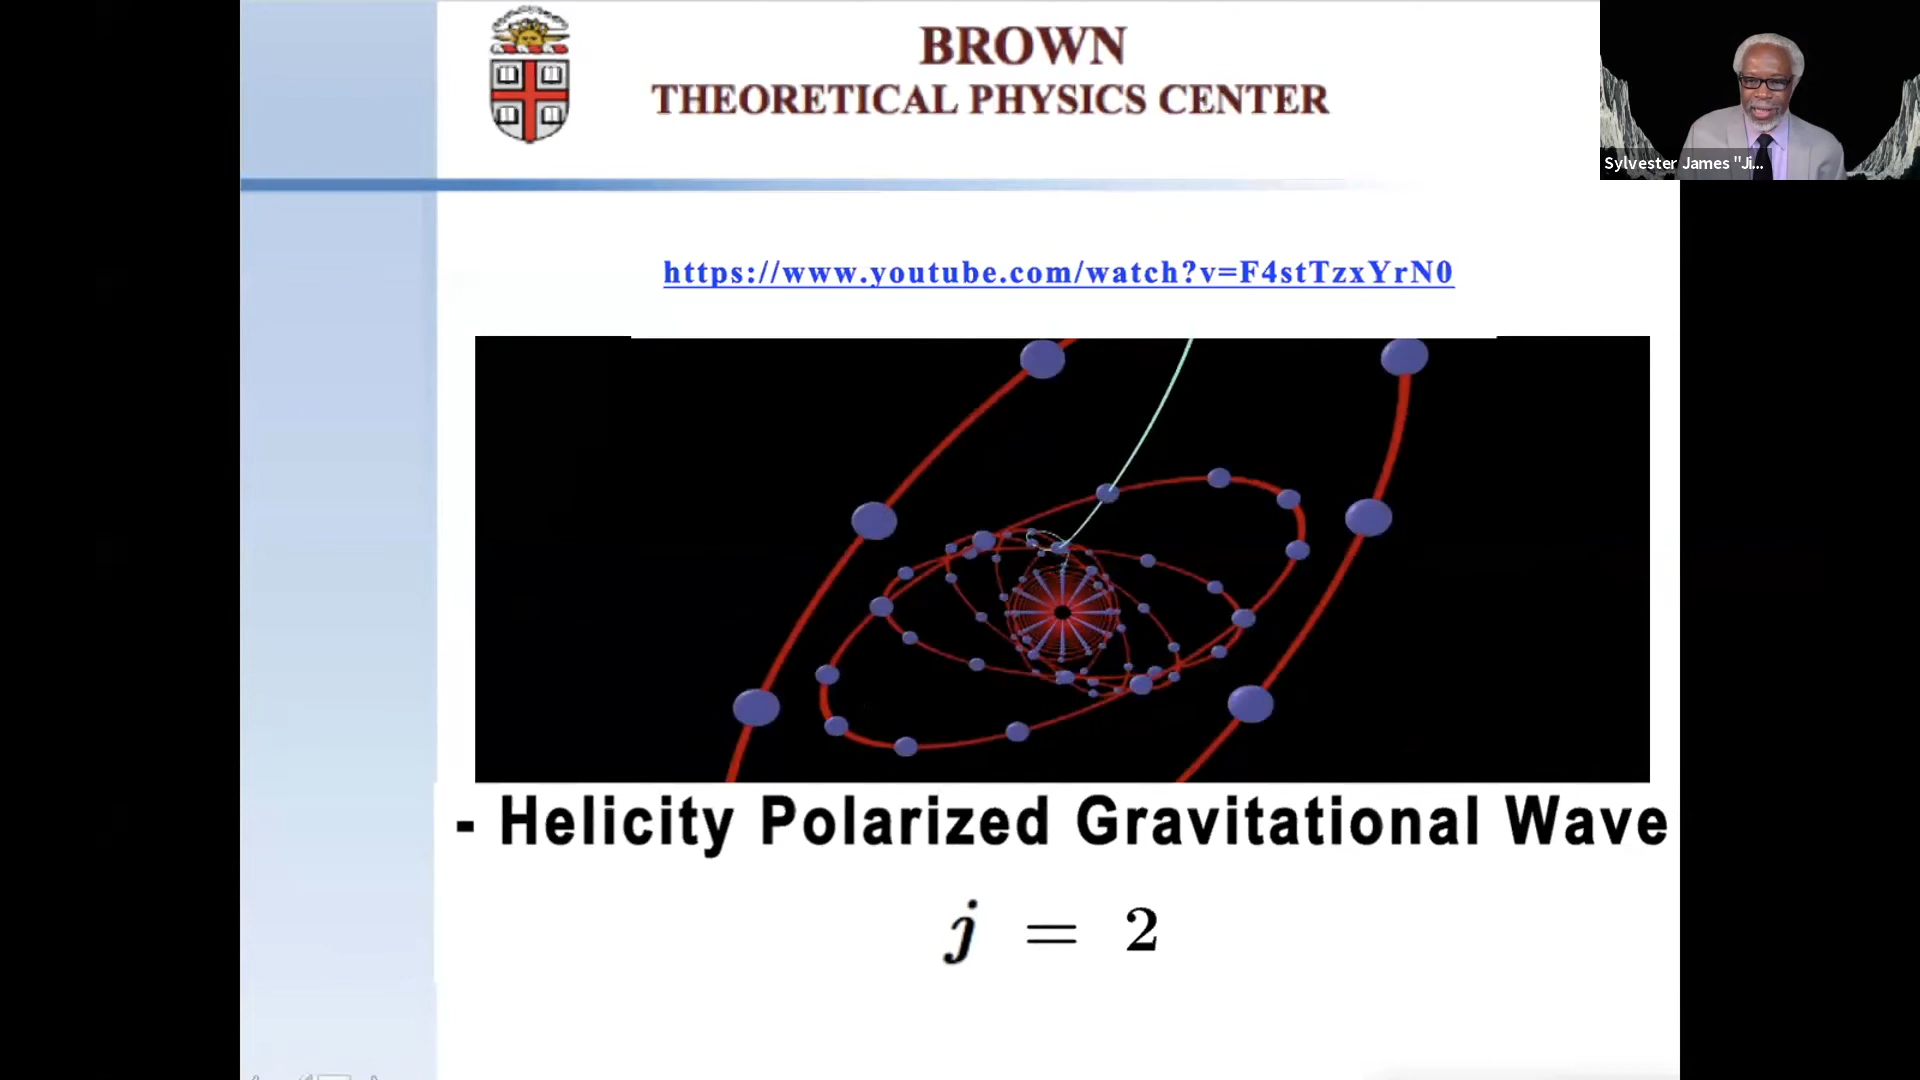 BROWN
THEORETICAL PHYSICS CENTER
Sylvester James "Ji...
https://www.youtube.com/watch?v=F4stTzxYrN0
- Helicity Polarized Gravitational Wave
j = 2